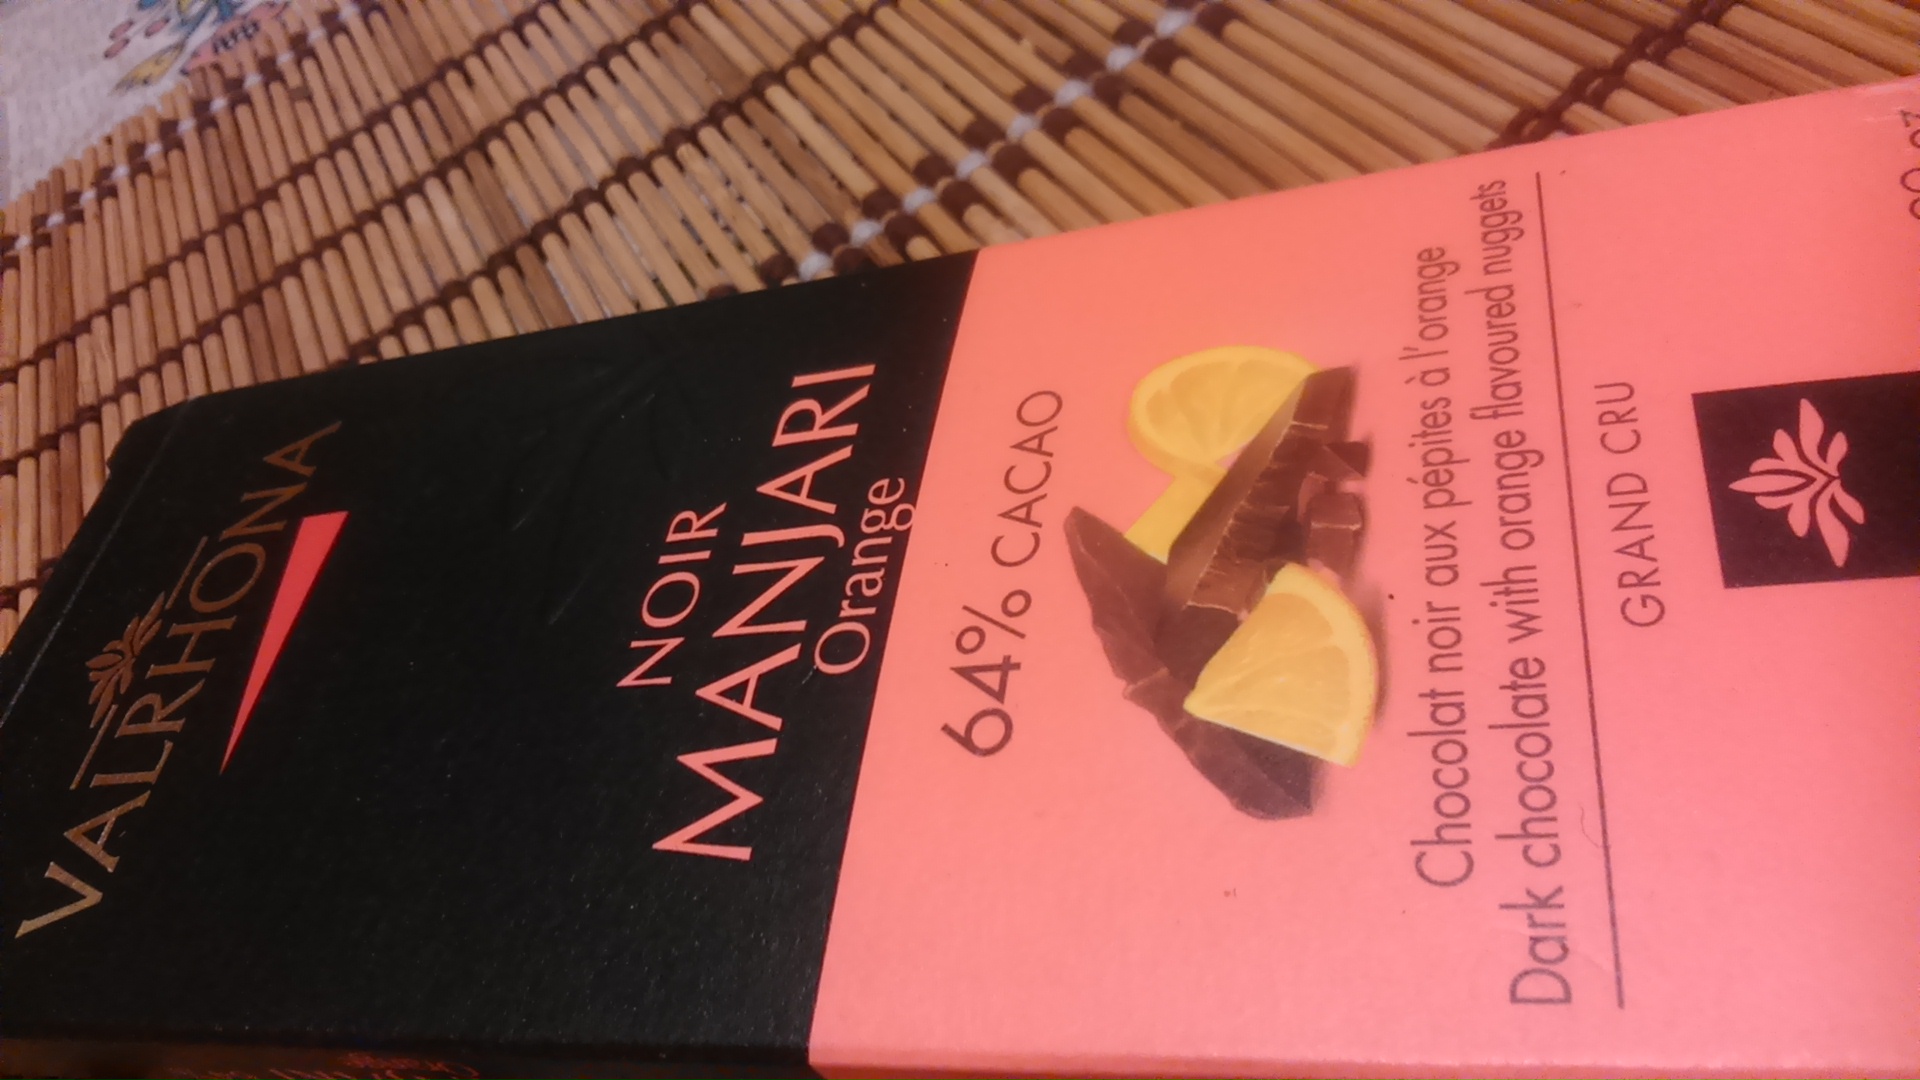 VALRHONA
NOIR
MANJARI
Orange
64% CACAO
Chocolat noir aux pépites à l'orange
Dark chocolate with orange flavoured nuggets
GRAND CRU